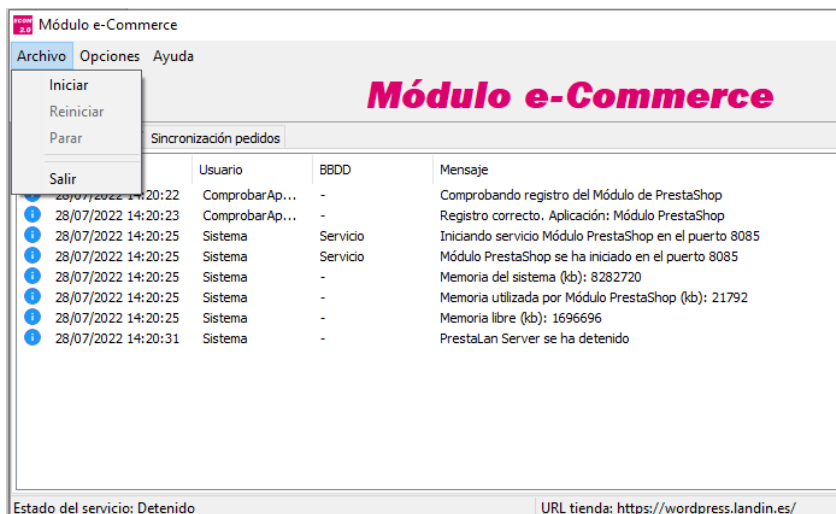 ECOM 2.0 Módulo e-Commerce
Archivo Opciones Ayuda
Iniciar
Reiniciar
Parar
Salir
Módulo e-Commerce
Sincronización pedidos
Usuario BBDD Mensaje
28/07/2022 14:20:22 ComprobarAp... - Comprobando registro del Módulo de PrestaShop
28/07/2022 14:20:23 ComprobarAp... - Registro correcto. Aplicación: Módulo PrestaShop
28/07/2022 14:20:25 Sistema Servicio Iniciando servicio Módulo PrestaShop en el puerto 8085
28/07/2022 14:20:25 Sistema Servicio Módulo PrestaShop se ha iniciado en el puerto 8085
28/07/2022 14:20:25 Sistema - Memoria del sistema (kb): 8282720
28/07/2022 14:20:25 Sistema - Memoria utilizada por Módulo PrestaShop (kb): 21792
28/07/2022 14:20:25 Sistema - Memoria libre (kb): 1696696
28/07/2022 14:20:31 Sistema - PrestaLan Server se ha detenido
Estado del servicio: Detenido URL tienda: https://wordpress.landin.es/